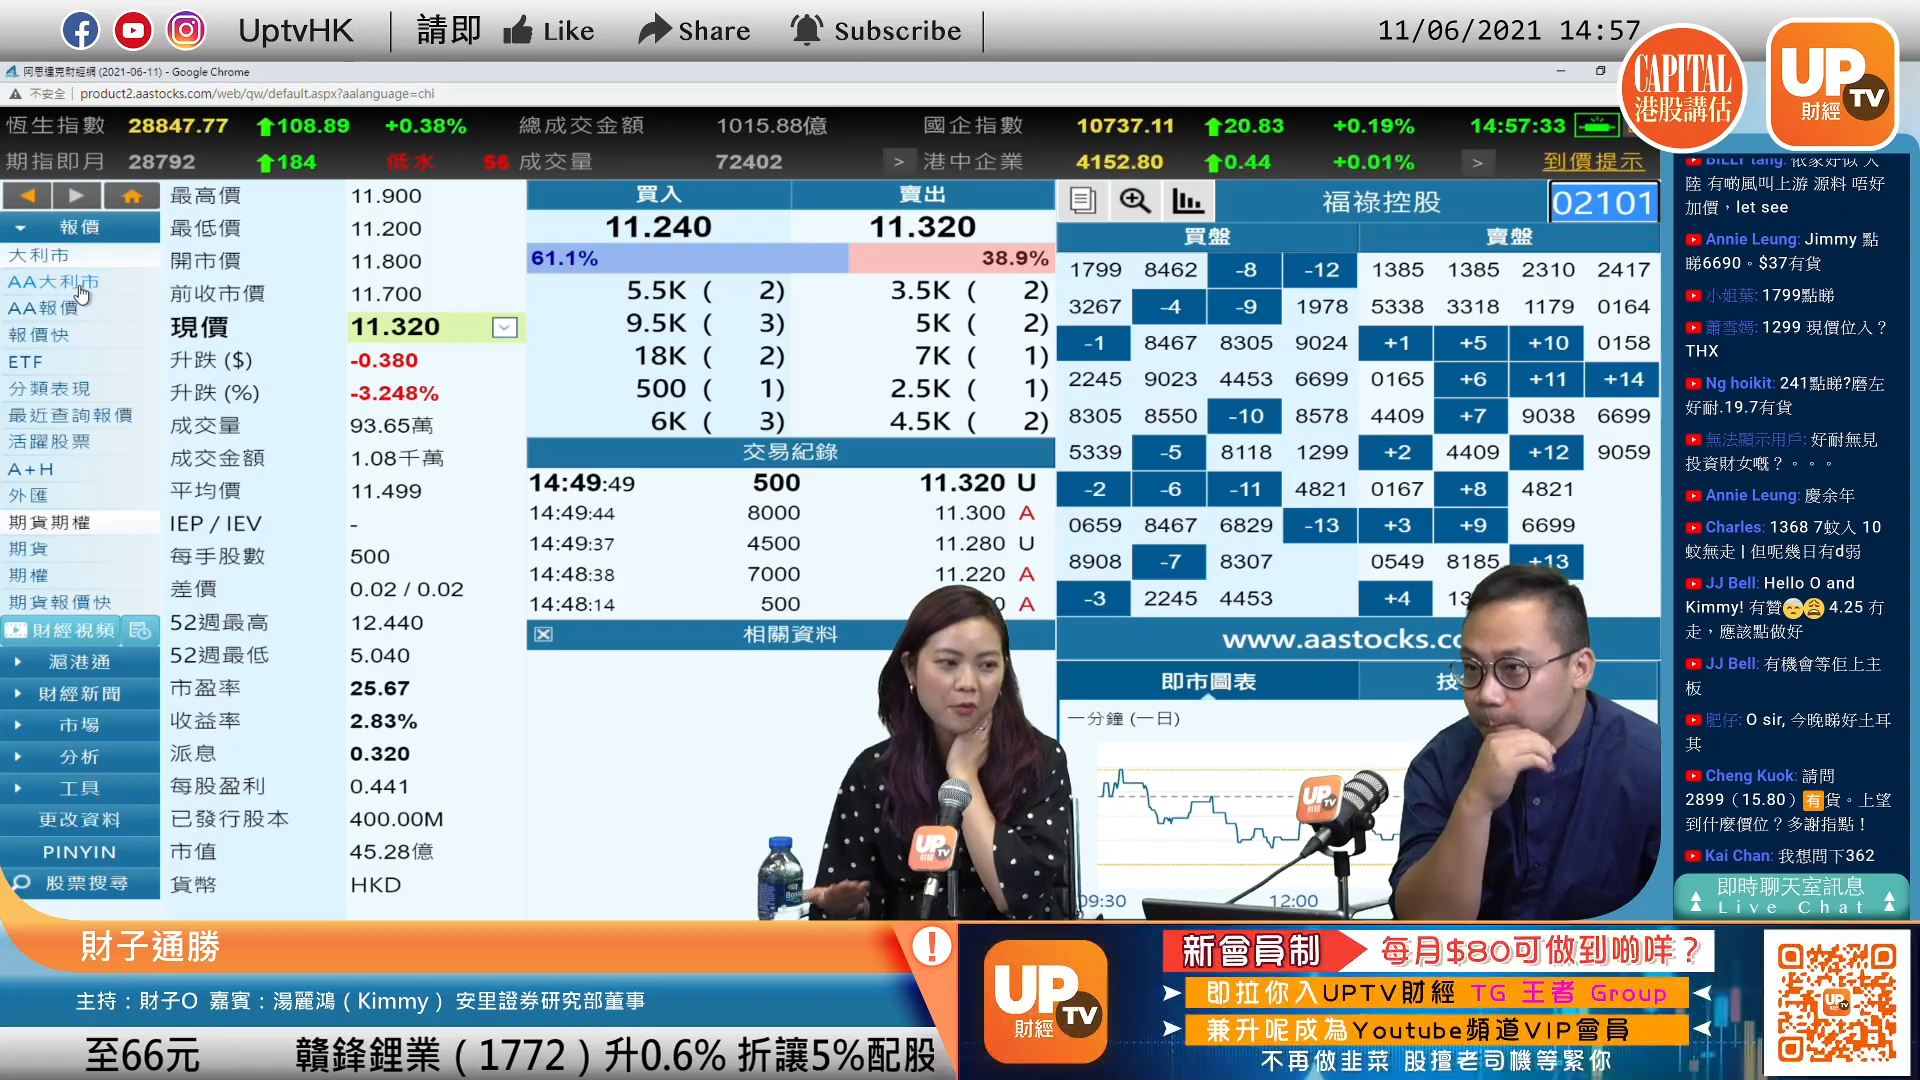 UptvHK 請即 Like Share Subscribe 11/06/2021 14:57
CAPITAL
港股講估
UP TV
財經
阿思達克財經網 (2021-06-11) - Google Chrome
不安全 | product2.aastocks.com/web/qw/default.aspx?aalanguage=chi
恆生指數 28847.77 108.89 +0.38% 總成交金額 1015.88億 國企指數 10737.11 20.83 +0.19% 14:57:33
期指即月 28792 184 低水 56 成交量 72402 > 港中企業 4152.80 0.44 +0.01% > 到價提示
報價
大利市
AA大利市
AA報價
報價快
ETF
分類表現
最近查詢報價
活躍股票
A+H
外匯
期貨期權
期貨
期權
期貨報價快
財經視頻
滬港通
財經新聞
市場
分析
工具
更改資料
PINYIN
股票搜尋
最高價 11.900
最低價 11.200
開市價 11.800
前收市價 11.700
現價 11.320
升跌 ($) -0.380
升跌 (%) -3.248%
成交量 93.65萬
成交金額 1.08千萬
平均價 11.499
IEP / IEV -
每手股數 500
差價 0.02 / 0.02
52週最高 12.440
52週最低 5.040
市盈率 25.67
收益率 2.83%
派息 0.320
每股盈利 0.441
已發行股本 400.00M
市值 45.28億
貨幣 HKD
買入 賣出
11.240 11.320
61.1% 38.9%
5.5K ( 2) 3.5K ( 2)
9.5K ( 3) 5K ( 2)
18K ( 2) 7K ( 1)
500 ( 1) 2.5K ( 1)
6K ( 3) 4.5K ( 2)
交易紀錄
14:49:49 500 11.320 U
14:49:44 8000 11.300 A
14:49:37 4500 11.280 U
14:48:38 7000 11.220 A
14:48:14 500 0 A
相關資料
福祿控股 02101
買盤 賣盤
1799 8462 -8 -12 1385 1385 2310 2417
3267 -4 -9 1978 5338 3318 1179 0164
-1 8467 8305 9024 +1 +5 +10 0158
2245 9023 4453 6699 0165 +6 +11 +14
8305 8550 -10 8578 4409 +7 9038 6699
5339 -5 8118 1299 +2 4409 +12 9059
-2 -6 -11 4821 0167 +8 4821
0659 8467 6829 -13 +3 +9 6699
8908 -7 8307 0549 8185 +13
-3 2245 4453 +4 13
www.aastocks.co
即市圖表 技
一分鐘 (一日)
09:30 12:00
UP TV
財經
UP TV
BILLY tang: 依家好似 大
陸 有啲風叫上游 源料 唔好
加價，let see
Annie Leung: Jimmy 點
睇6690。$37有貨
小姐葉: 1799點睇
蕭雪嫣: 1299 現價位入？
THX
Ng hoikit: 241點睇?磨左
好耐.19.7有貨
無法顯示用戶: 好耐無見
投資財女嘅？。。。
Annie Leung: 慶余年
Charles: 1368 7蚊入 10
蚊無走 | 但呢幾日有d弱
JJ Bell: Hello O and
Kimmy! 有贊 4.25 冇
走，應該點做好
JJ Bell: 有機會等佢上主
板
肥仔: O sir, 今晚睇好土耳
其
Cheng Kuok: 請問
2899（15.80）有貨。上望
到什麼價位？多謝指點！
Kai Chan: 我想問下362
即時聊天室訊息
Live Chat
財子通勝
主持：財子O 嘉賓：湯麗鴻（Kimmy） 安里證券研究部董事
至66元 贛鋒鋰業（1772）升0.6% 折讓5%配股
UP TV
財經
新會員制 每月$80可做到啲咩？
即拉你入UPTV財經 TG 王者 Group
兼升呢成為Youtube頻道VIP會員
不再做韭菜 股擅老司機等緊你
UP TV